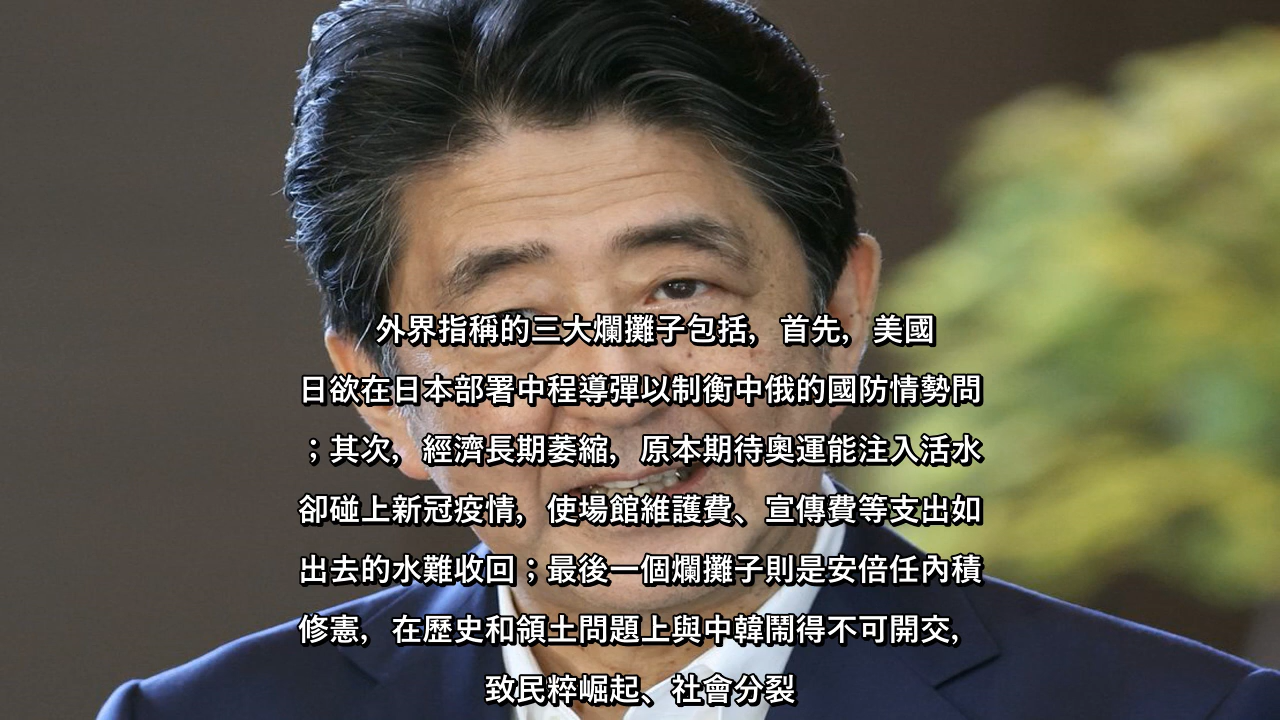 外界指稱的三大爛攤子包括，首先，美國
日欲在日本部署中程導彈以制衡中俄的國防情勢問
；其次，經濟長期萎縮，原本期待奧運能注入活水
卻碰上新冠疫情，使場館維護費、宣傳費等支出如
出去的水難收回；最後一個爛攤子則是安倍任內積
修憲，在歷史和領土問題上與中韓鬧得不可開交，
致民粹崛起、社會分裂